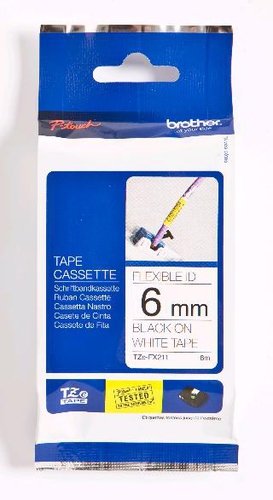 P-touch
brother
at your side
TAPE
CASSETTE
Schriftbandkassette
Ruban Cassette
Cassetta Nastro
Casete de Cinta
Cassete de Fita
FLEXIBLE ID
6 mm
BLACK ON
WHITE TAPE
TZe-FX211
8m
TZe
TAPE
TESTED